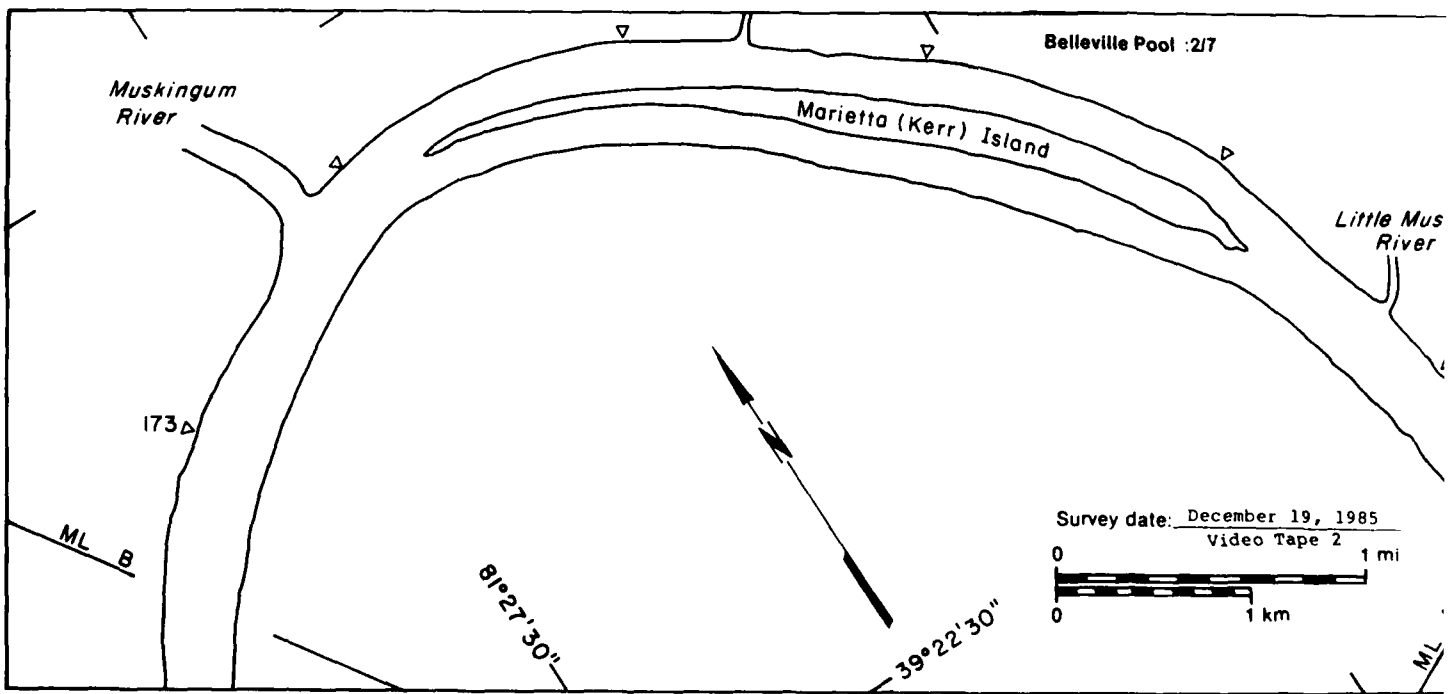 Belleville Pool :2/7
Muskingum
River
Marietta (Kerr) Island
Little Mus
River
173
ML B
N
Survey date: December 19, 1985
Video Tape 2
0 1 mi
0 1 km
81°27'30"
39°22'30"
ML